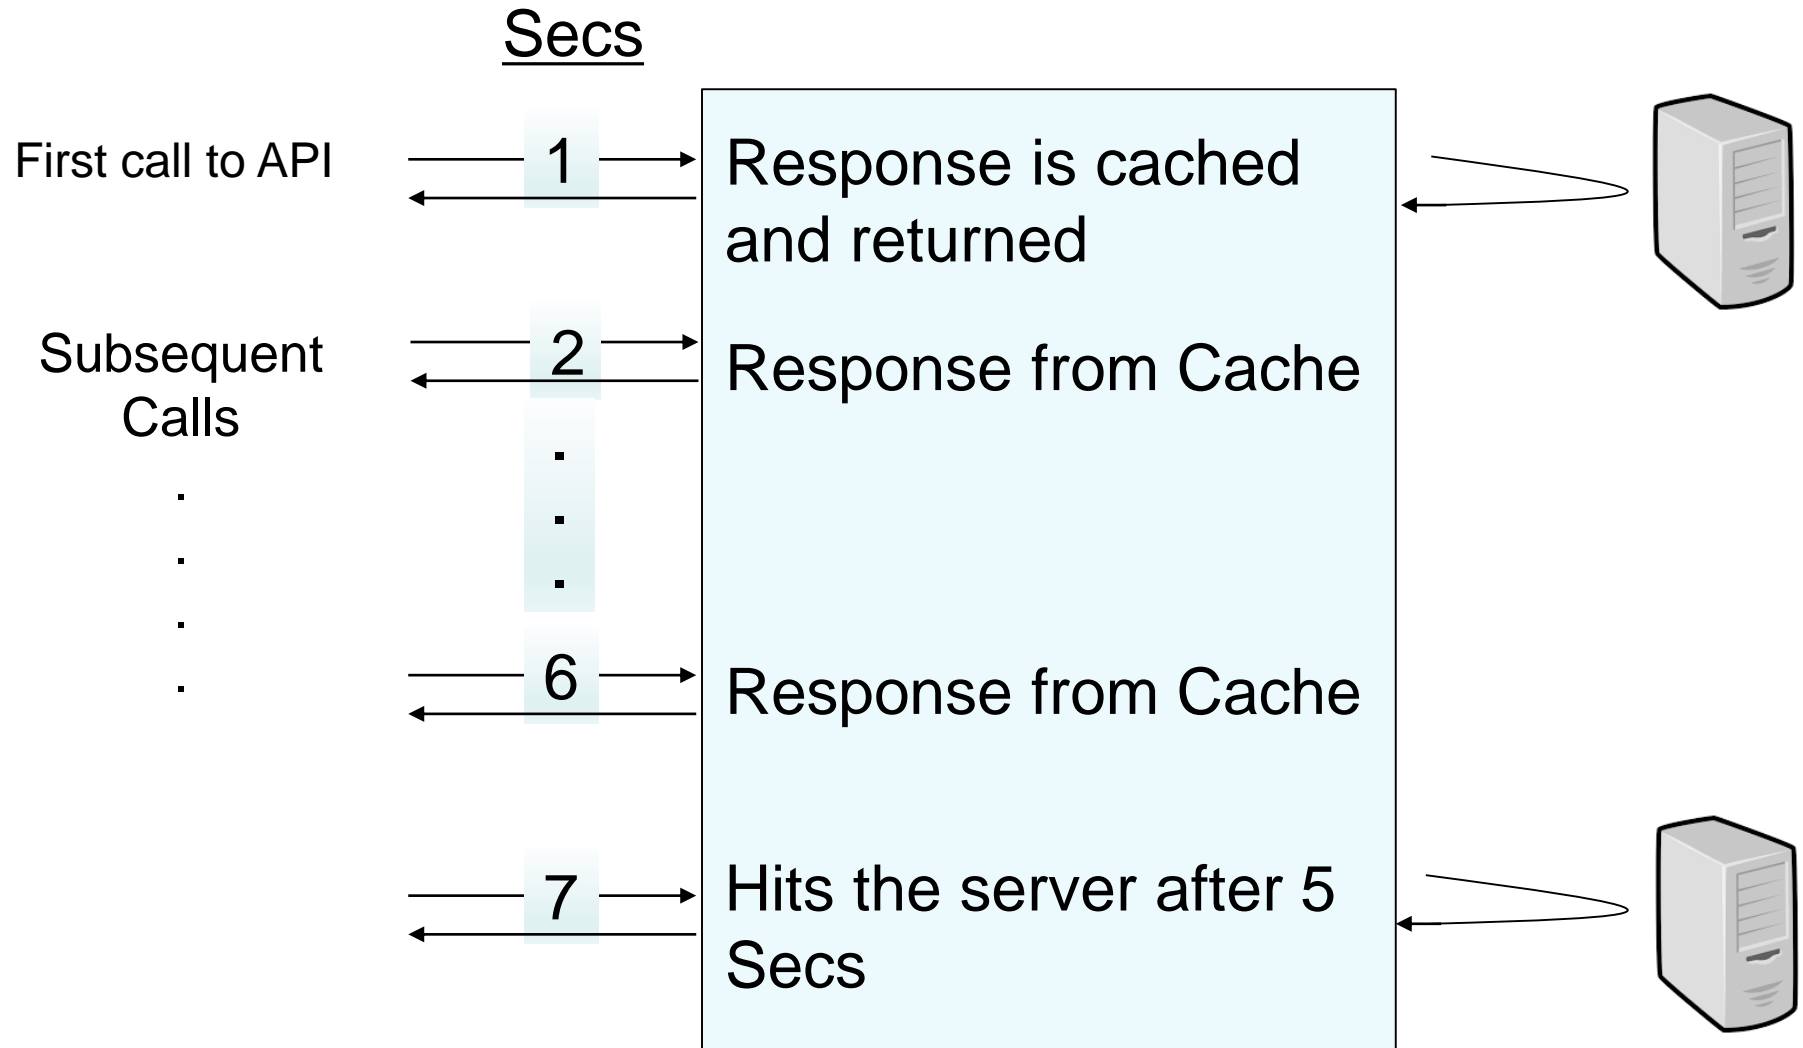 Secs
First call to API
1
Response is cached
and returned
Subsequent
Calls
.
.
.
.
2
Response from Cache
.
.
.
6
Response from Cache
7
Hits the server after 5
Secs